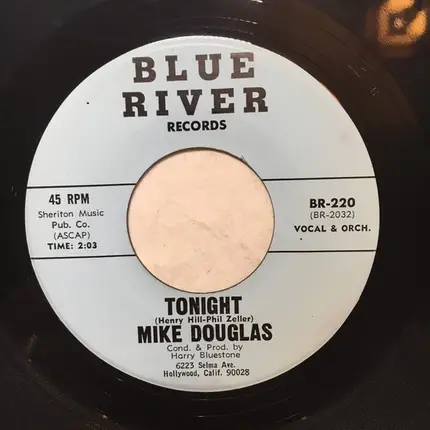 BLUE
RIVER
RECORDS
45 RPM
Sheriton Music
Pub. Co.
(ASCAP)
TIME: 2:03
BR-220
(BR-2032)
VOCAL & ORCH.
TONIGHT
(Henry Hill-Phil Zeller)
MIKE DOUGLAS
Cond. & Prod. by
Harry Bluestone
6223 Selma Ave.
Hollywood, Calif. 90028